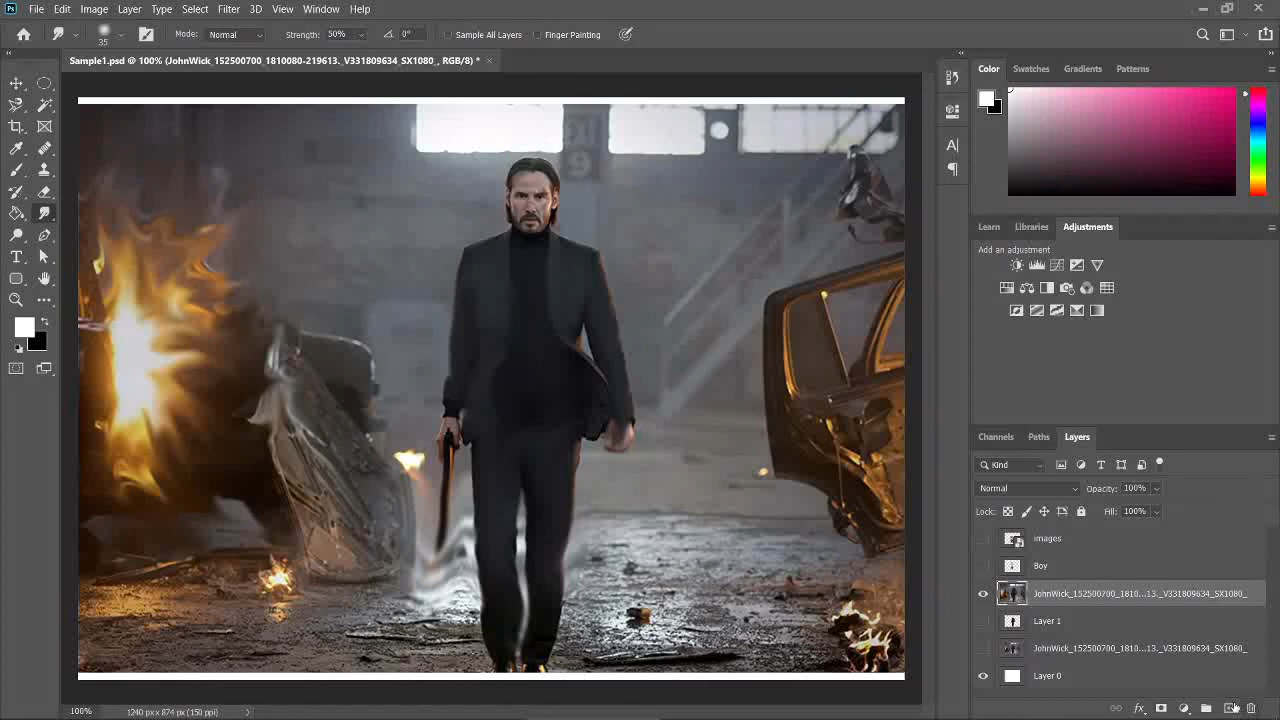 Ps File Edit Image Layer Type Select Filter 3D View Window Help
35 Mode: Normal Strength: 50% 0° Sample All Layers Finger Painting
Sample1.psd @ 100% (JohnWick_152500700_1810080-219613._V331809634_SX1080_, RGB/8) *
Color Swatches Gradients Patterns
Learn Libraries Adjustments
Add an adjustment
Channels Paths Layers
Kind
Normal Opacity: 100%
Lock: Fill: 100%
images
Boy
JohnWick_152500700_1810...13._V331809634_SX1080_
Layer 1
JohnWick_152500700_1810...13._V331809634_SX1080_
Layer 0
100% 1240 px x 874 px (150 ppi)
9